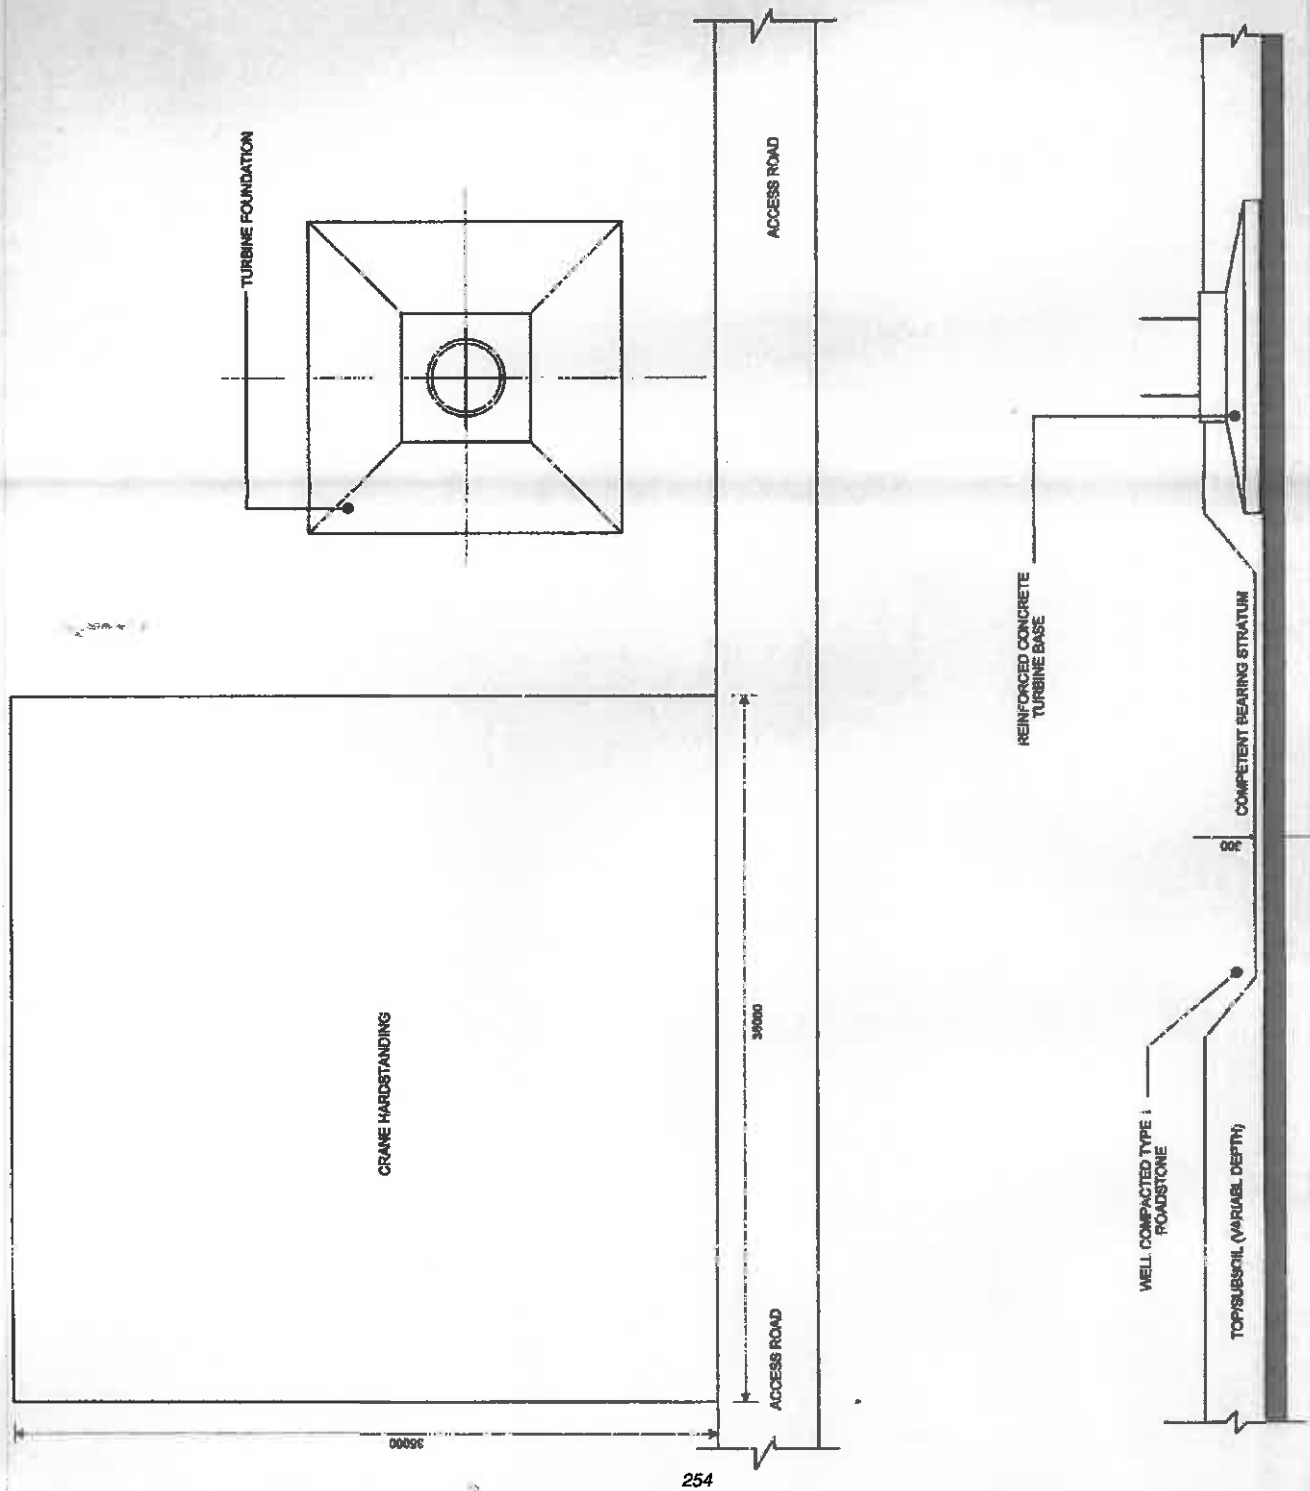 TURBINE FOUNDATION
ACCESS ROAD
CRANE HARDSTANDING
35000
ACCESS ROAD
REINFORCED CONCRETE
TURBINE BASE
COMPETENT BEARING STRATUM
300
WELL COMPACTED TYPE 1
ROADSTONE
TOP/SUBSOIL (VARIABL DEPTH)
254